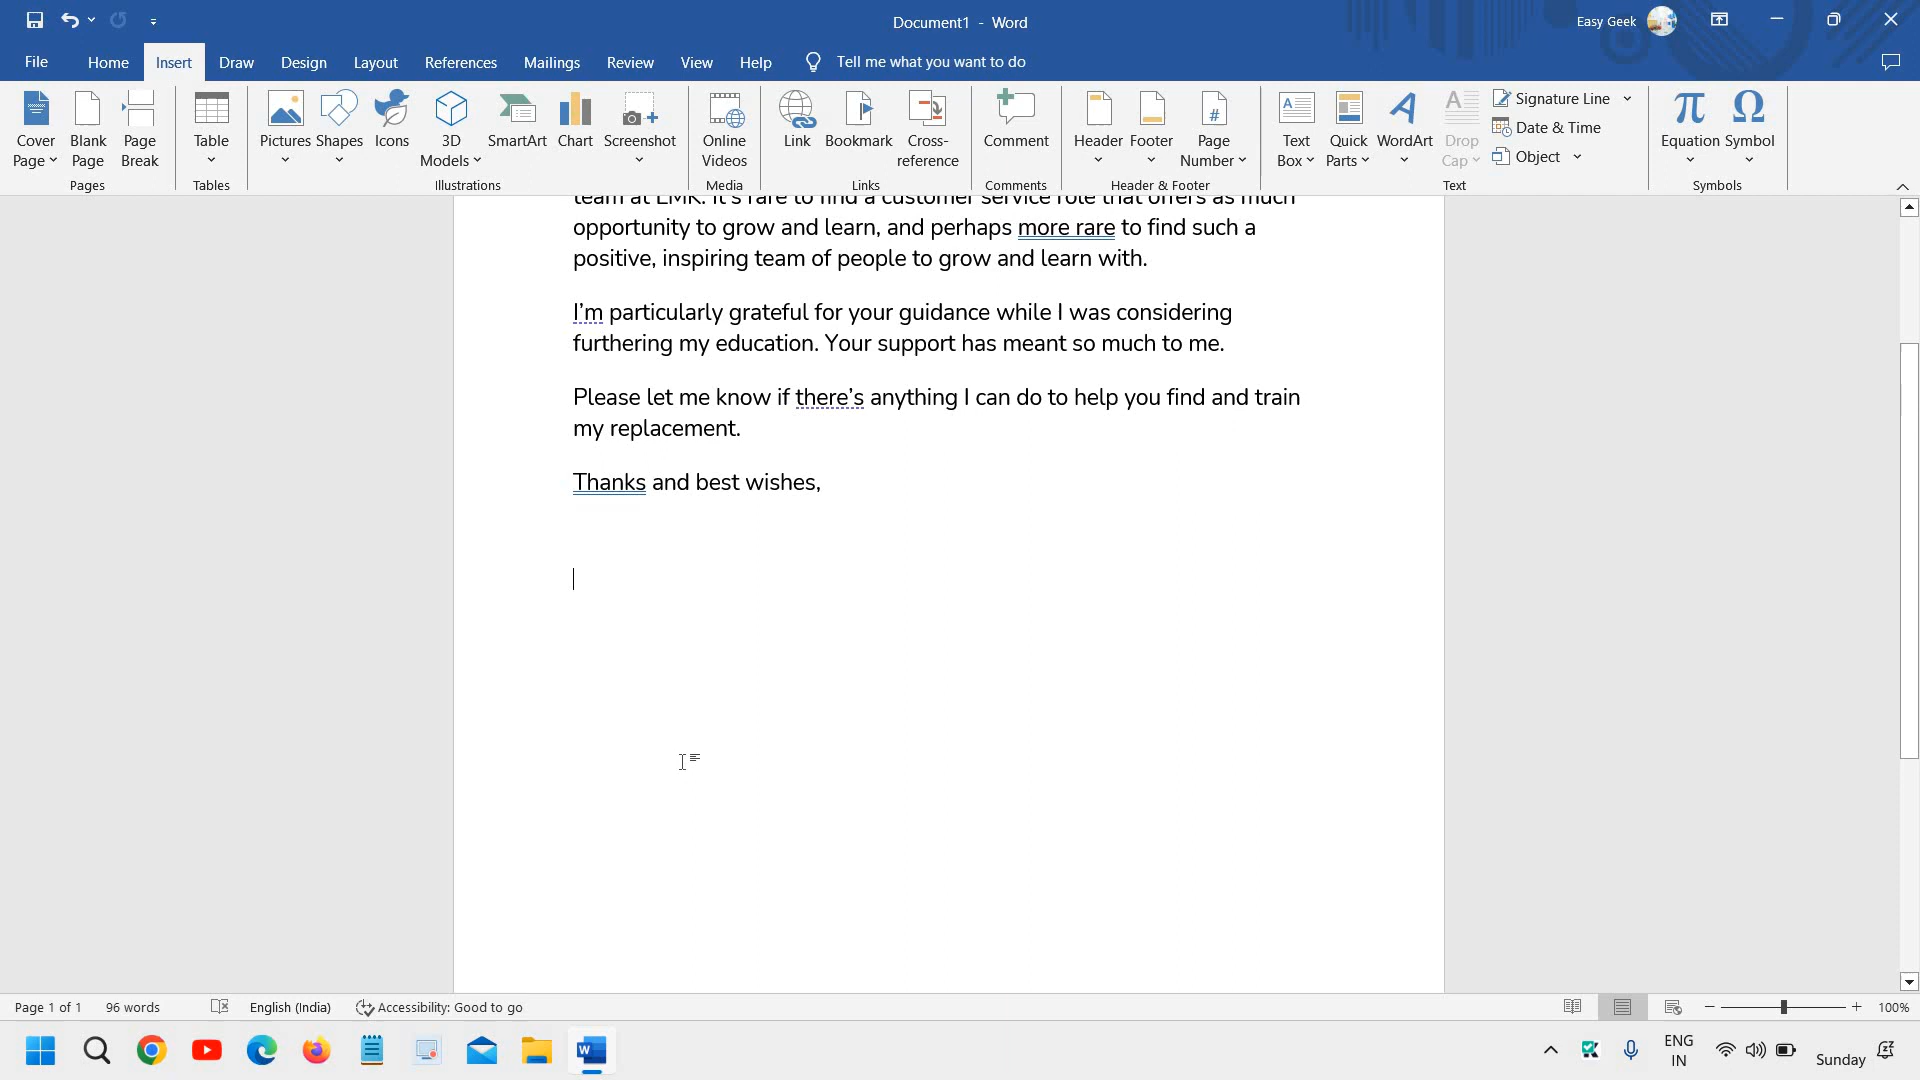 Document1 - Word
Easy Geek
File Home Insert Draw Design Layout References Mailings Review View Help Tell me what you want to do
Cover Page
Blank Page
Page Break
Pages
Table
Tables
Pictures
Shapes
Icons
3D Models
SmartArt
Chart
Screenshot
Illustrations
Online Videos
Media
Link
Bookmark
Cross-reference
Links
Comment
Comments
Header
Footer
Page Number
Header & Footer
Text Box
Quick Parts
WordArt
Drop Cap
Signature Line
Date & Time
Object
Text
Equation
Symbol
Symbols
team at EMK. It's rare to find a customer service role that offers as much
opportunity to grow and learn, and perhaps more rare to find such a
positive, inspiring team of people to grow and learn with.
I'm particularly grateful for your guidance while I was considering
furthering my education. Your support has meant so much to me.
Please let me know if there's anything I can do to help you find and train
my replacement.
Thanks and best wishes,
Page 1 of 1 96 words English (India) Accessibility: Good to go 100%
ENG
IN
Sunday